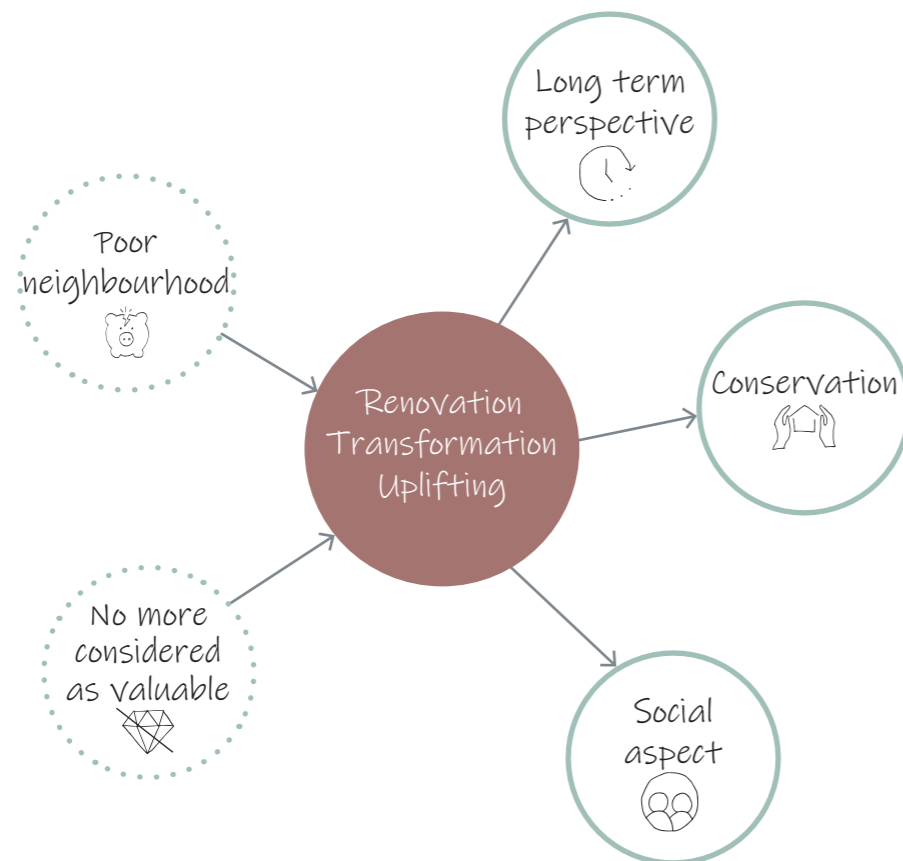 Long term
perspective
Poor
neighbourhood
Conservation
Renovation
Transformation
Uplifting
No more
considered
as valuable
Social
aspect